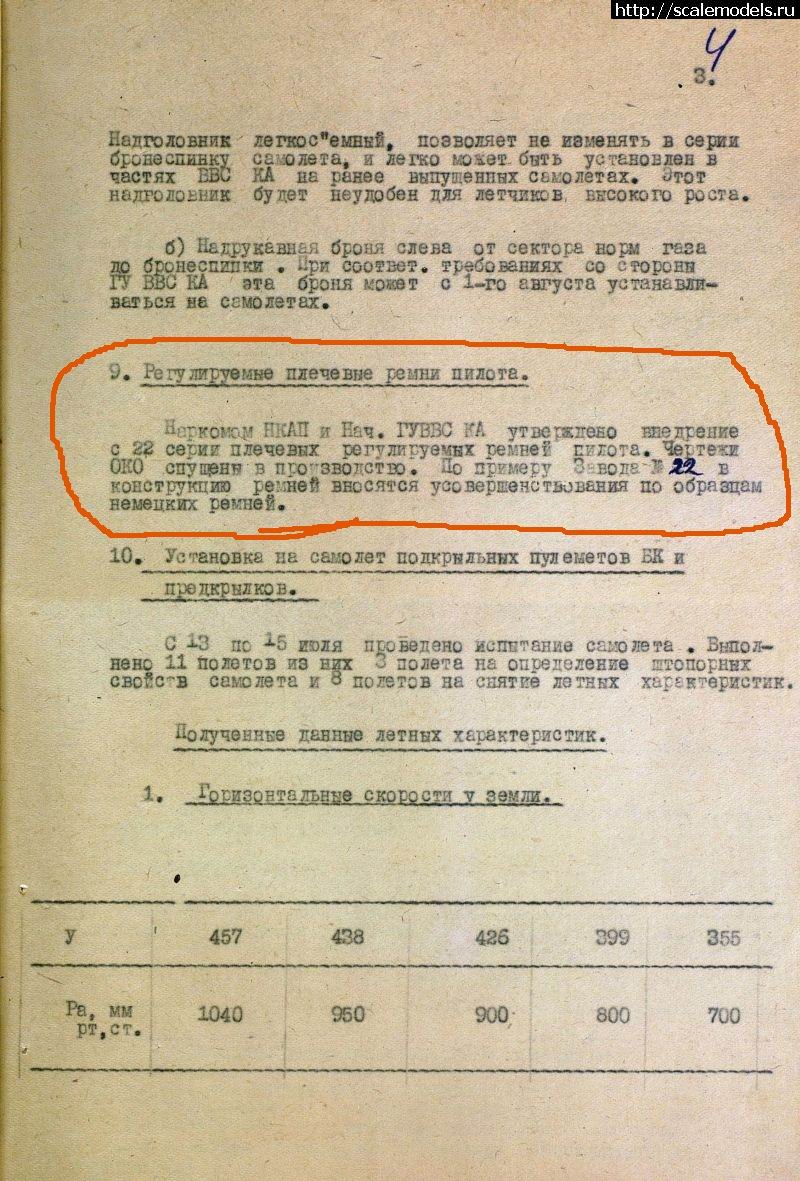 http://scalemodels.ru
4
3.
Надголовник легкос"емный, позволяет не изменять в серии
бронеспинку самолета, и легко может быть установлен в
частях ВВС КА на ранее выпущенных самолетах. Этот
надголовник будет неудобен для летчиков высокого роста.
б) Надрукавная броня слева от сектора норм газа
до бронеспинки . При соответ. требованиях со стороны
ГУ ВВС КА эта броня может с 1-го августа устанавли-
ваться на самолетах.
9. Регулируемые плечевые ремни пилота.
Наркомом НКАП и Нач. ГУВВС КА утверждено внедрение
с 22 серии плечевых регулируемых ремней пилота. Чертежи
ОКО спущены в производство. По примеру Завода № 22 в
конструкцию ремней вносятся усовершенствования по образцам
немецких ремней.
10. Установка на самолет подкрыльных пулеметов БК и
предкрылков.
С 13 по 15 июля проведено испытание самолета . Выпол-
нено 11 полетов из них 3 полета на определение штопорных
свойств самолета и 8 полетов на снятие летных характеристик.
Полученные данные летных характеристик.
1. Горизонтальные скорости у земли.
У 457 438 426 399 355
Ра, мм 1040 950 900 800 700
рт,ст.